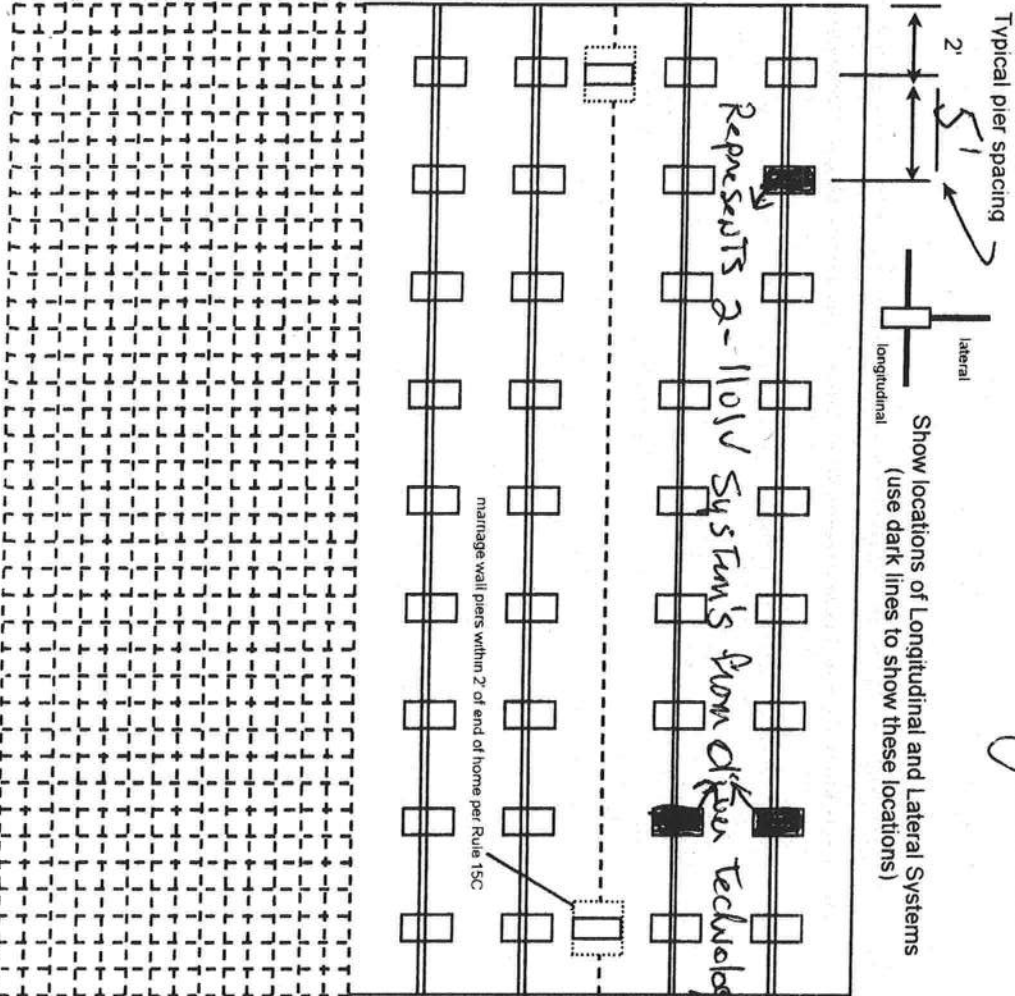 Typical pier spacing
2'
5'
lateral
longitudinal
Show locations of Longitudinal and Lateral Systems
(use dark lines to show these locations)
Represents 2-1101V System's from Oliver Technolo
marriage wall piers within 2' of end of home per Rule 15C